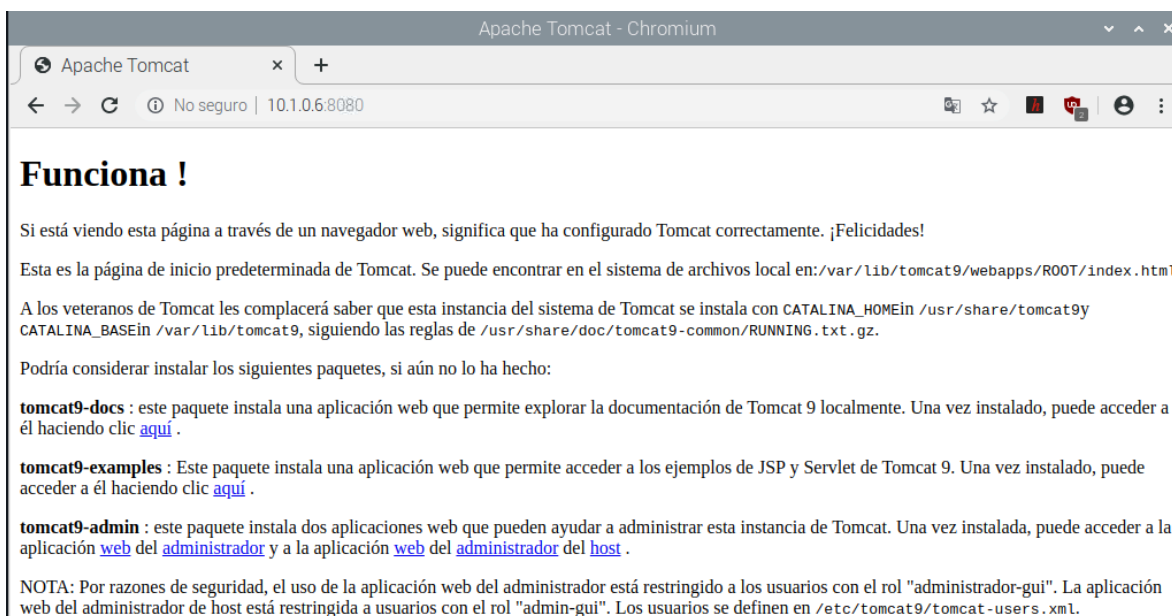 Apache Tomcat - Chromium
Apache Tomcat
No seguro | 10.1.0.6:8080
2
Funciona !
Si está viendo esta página a través de un navegador web, significa que ha configurado Tomcat correctamente. ¡Felicidades!
Esta es la página de inicio predeterminada de Tomcat. Se puede encontrar en el sistema de archivos local en:/var/lib/tomcat9/webapps/ROOT/index.html
A los veteranos de Tomcat les complacerá saber que esta instancia del sistema de Tomcat se instala con CATALINA_HOMEin /usr/share/tomcat9y
CATALINA_BASEin /var/lib/tomcat9, siguiendo las reglas de /usr/share/doc/tomcat9-common/RUNNING.txt.gz.
Podría considerar instalar los siguientes paquetes, si aún no lo ha hecho:
tomcat9-docs : este paquete instala una aplicación web que permite explorar la documentación de Tomcat 9 localmente. Una vez instalado, puede acceder a
él haciendo clic aquí .
tomcat9-examples : Este paquete instala una aplicación web que permite acceder a los ejemplos de JSP y Servlet de Tomcat 9. Una vez instalado, puede
acceder a él haciendo clic aquí .
tomcat9-admin : este paquete instala dos aplicaciones web que pueden ayudar a administrar esta instancia de Tomcat. Una vez instalada, puede acceder a la
aplicación web del administrador y a la aplicación web del administrador del host .
NOTA: Por razones de seguridad, el uso de la aplicación web del administrador está restringido a los usuarios con el rol "administrador-gui". La aplicación
web del administrador de host está restringida a usuarios con el rol "admin-gui". Los usuarios se definen en /etc/tomcat9/tomcat-users.xml.